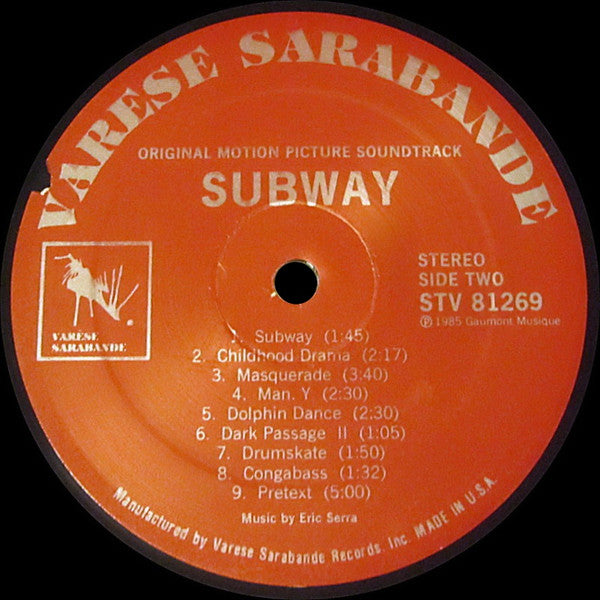 VARESE SARABANDE
ORIGINAL MOTION PICTURE SOUNDTRACK
SUBWAY
VARESE
SARABANDE
STEREO
SIDE TWO
STV 81269
℗ 1985 Gaumont Musique
1. Subway (1:45)
2. Childhood Drama (2:17)
3. Masquerade (3.40)
4. Man. Y (2:30)
5. Dolphin Dance (2:30)
6. Dark Passage II (1:05)
7. Drumskate (1:50)
8. Congabass (1:32)
9. Pretext (5:00)
Music by Eric Serra
Manufactured by Varese Sarabande Records, Inc. MADE IN U.S.A.